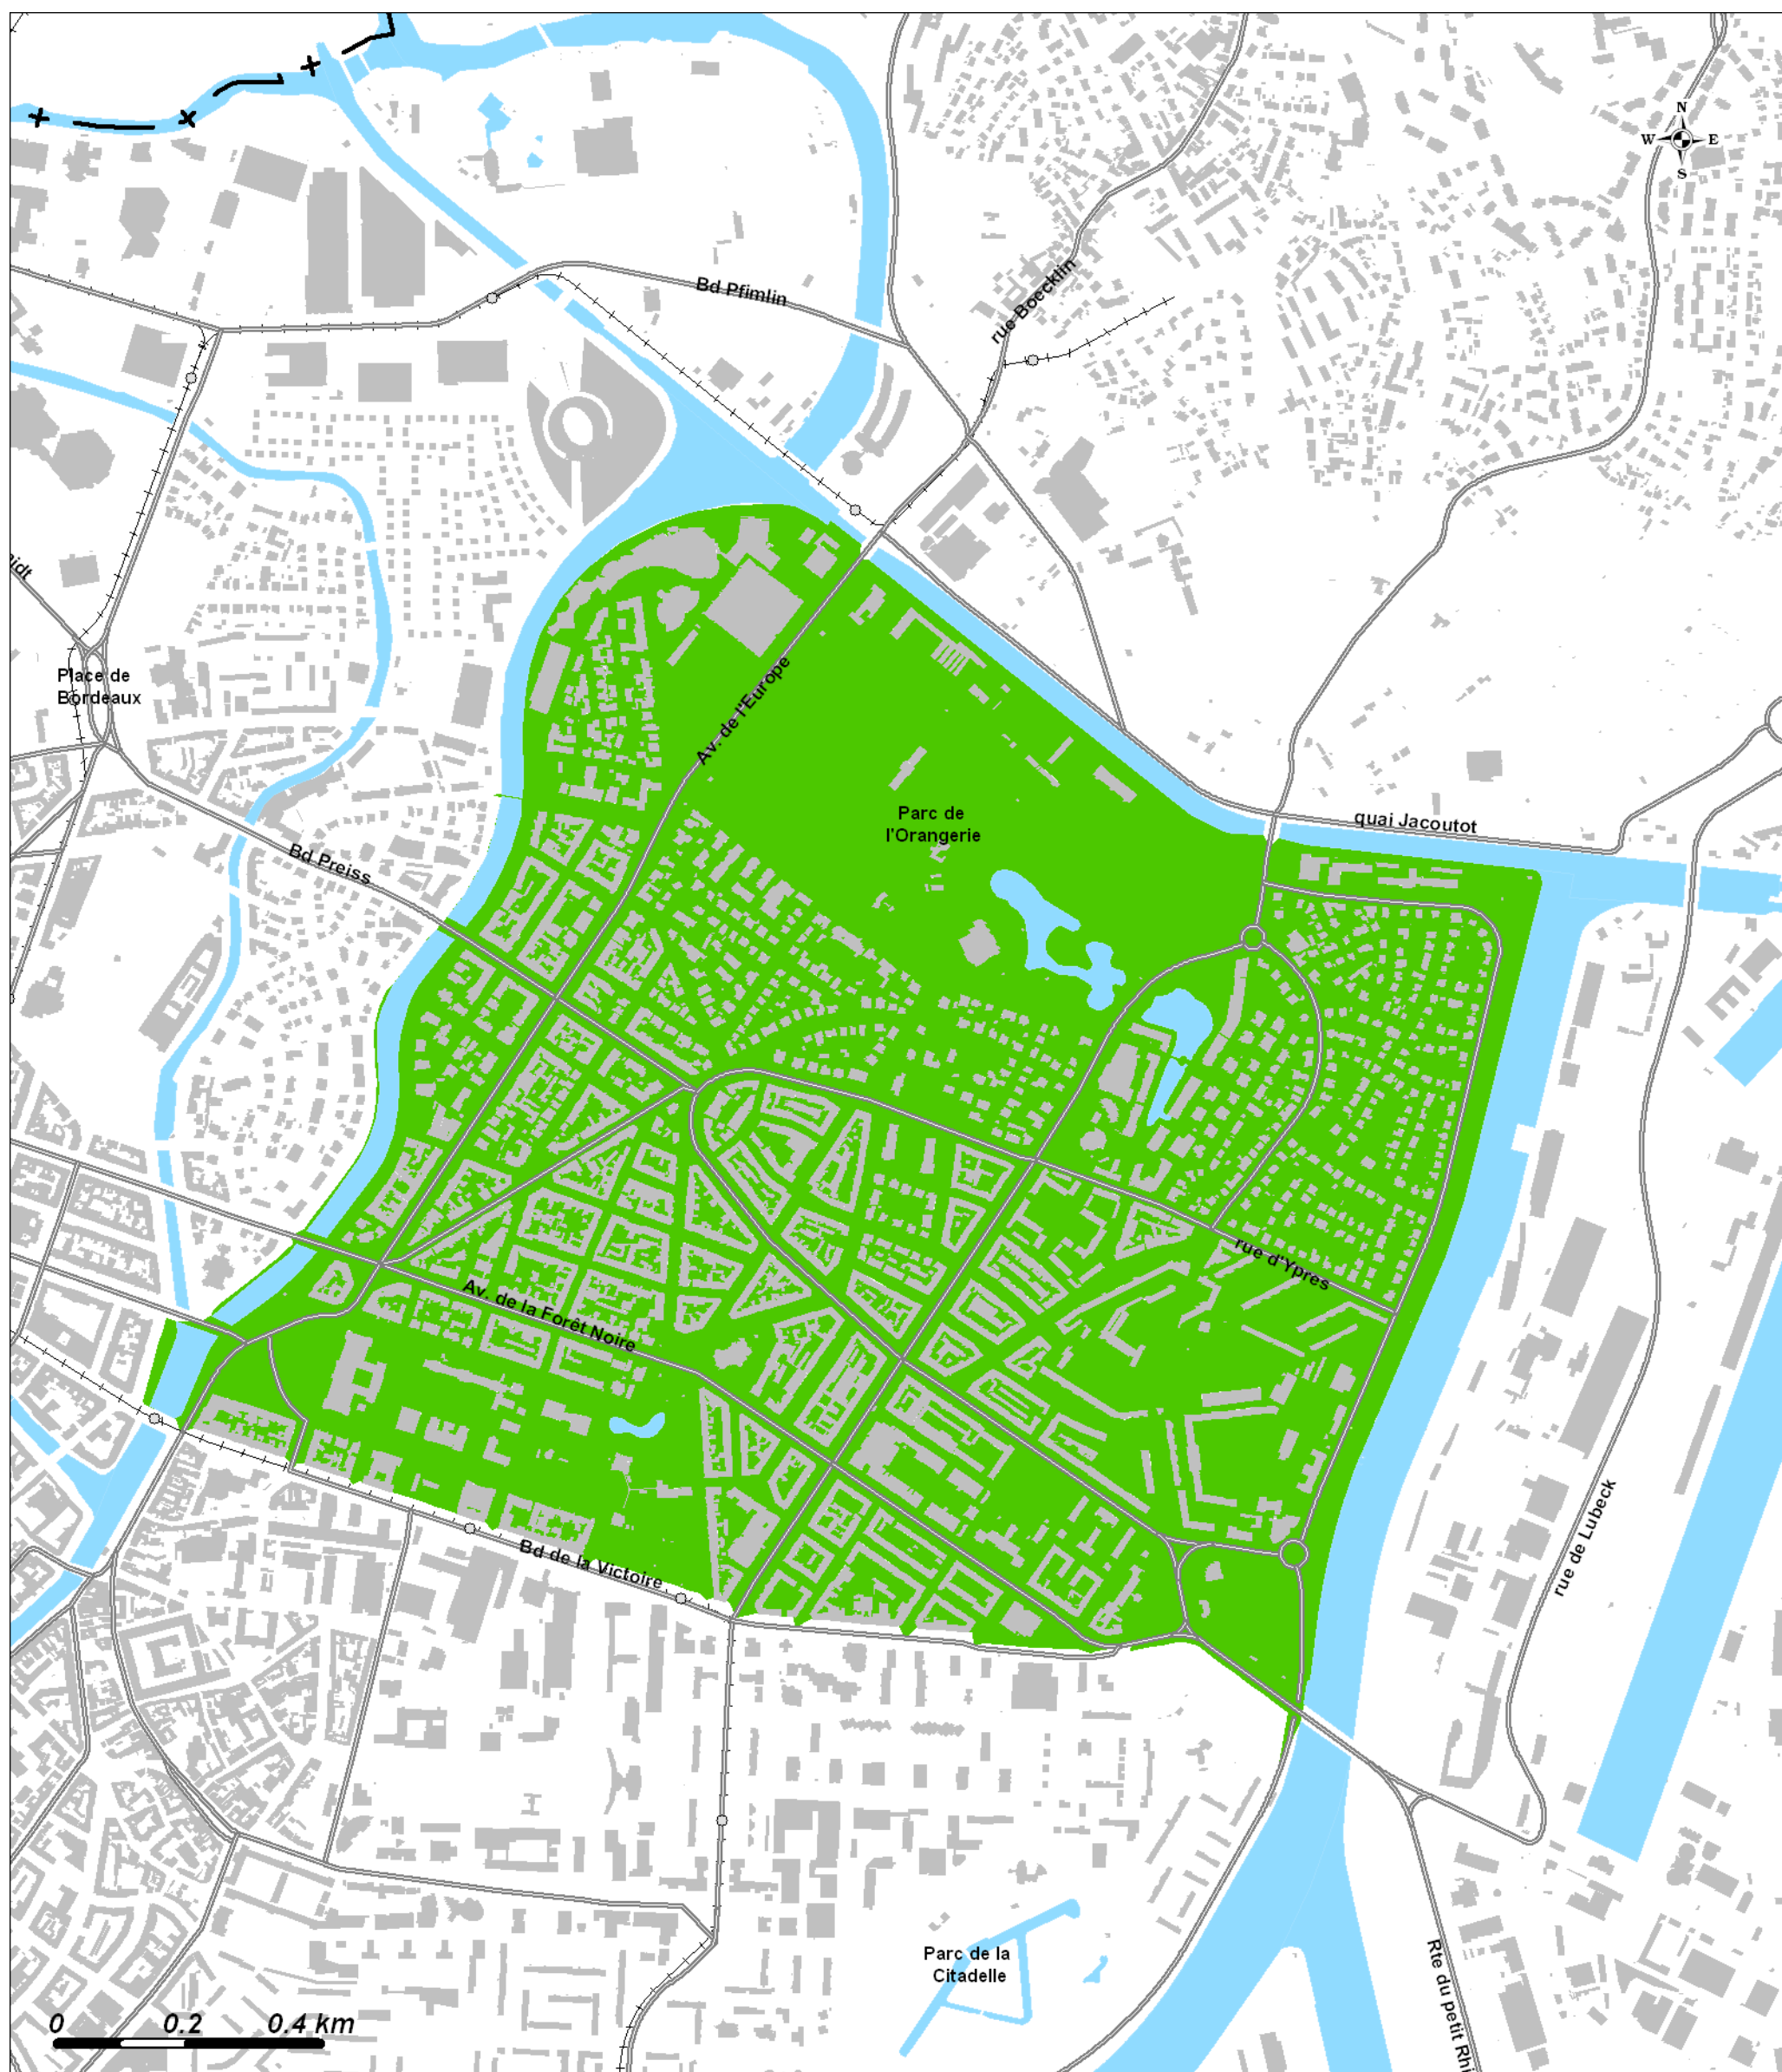 N
W E
S
Bd Pfimlin
rue Boecklin
Place de
Bordeaux
Av. de l'Europe
Parc de
l'Orangerie
quai Jacoutot
Bd Preiss
rue d'Ypres
Av. de la Forêt Noire
Bd de la Victoire
rue de Lubeck
Parc de la
Citadelle
Rte du petit Rhi
0 0.2 0.4 km